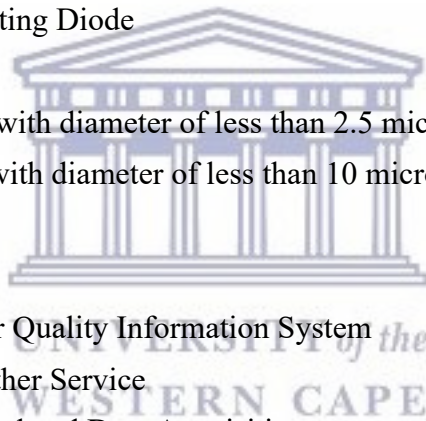 ting Diode
with diameter of less than 2.5 mic
with diameter of less than 10 micr
r Quality Information System
UNIVERSITY of the
ther Service
WESTERN CAPE